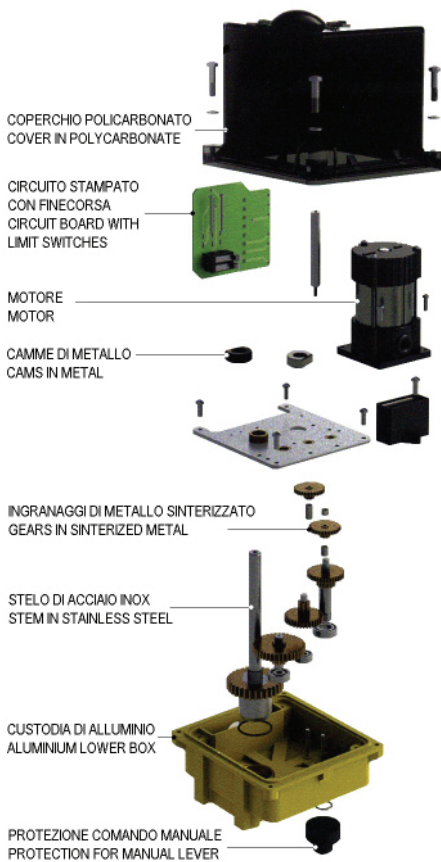 COPERCHIO POLICARBONATO
COVER IN POLYCARBONATE
CIRCUITO STAMPATO
CON FINECORSA
CIRCUIT BOARD WITH
LIMIT SWITCHES
MOTORE
MOTOR
CAMME DI METALLO
CAMS IN METAL
INGRANAGGI DI METALLO SINTERIZZATO
GEARS IN SINTERIZED METAL
STELO DI ACCIAIO INOX
STEM IN STAINLESS STEEL
CUSTODIA DI ALLUMINIO
ALUMINIUM LOWER BOX
PROTEZIONE COMANDO MANUALE
PROTECTION FOR MANUAL LEVER